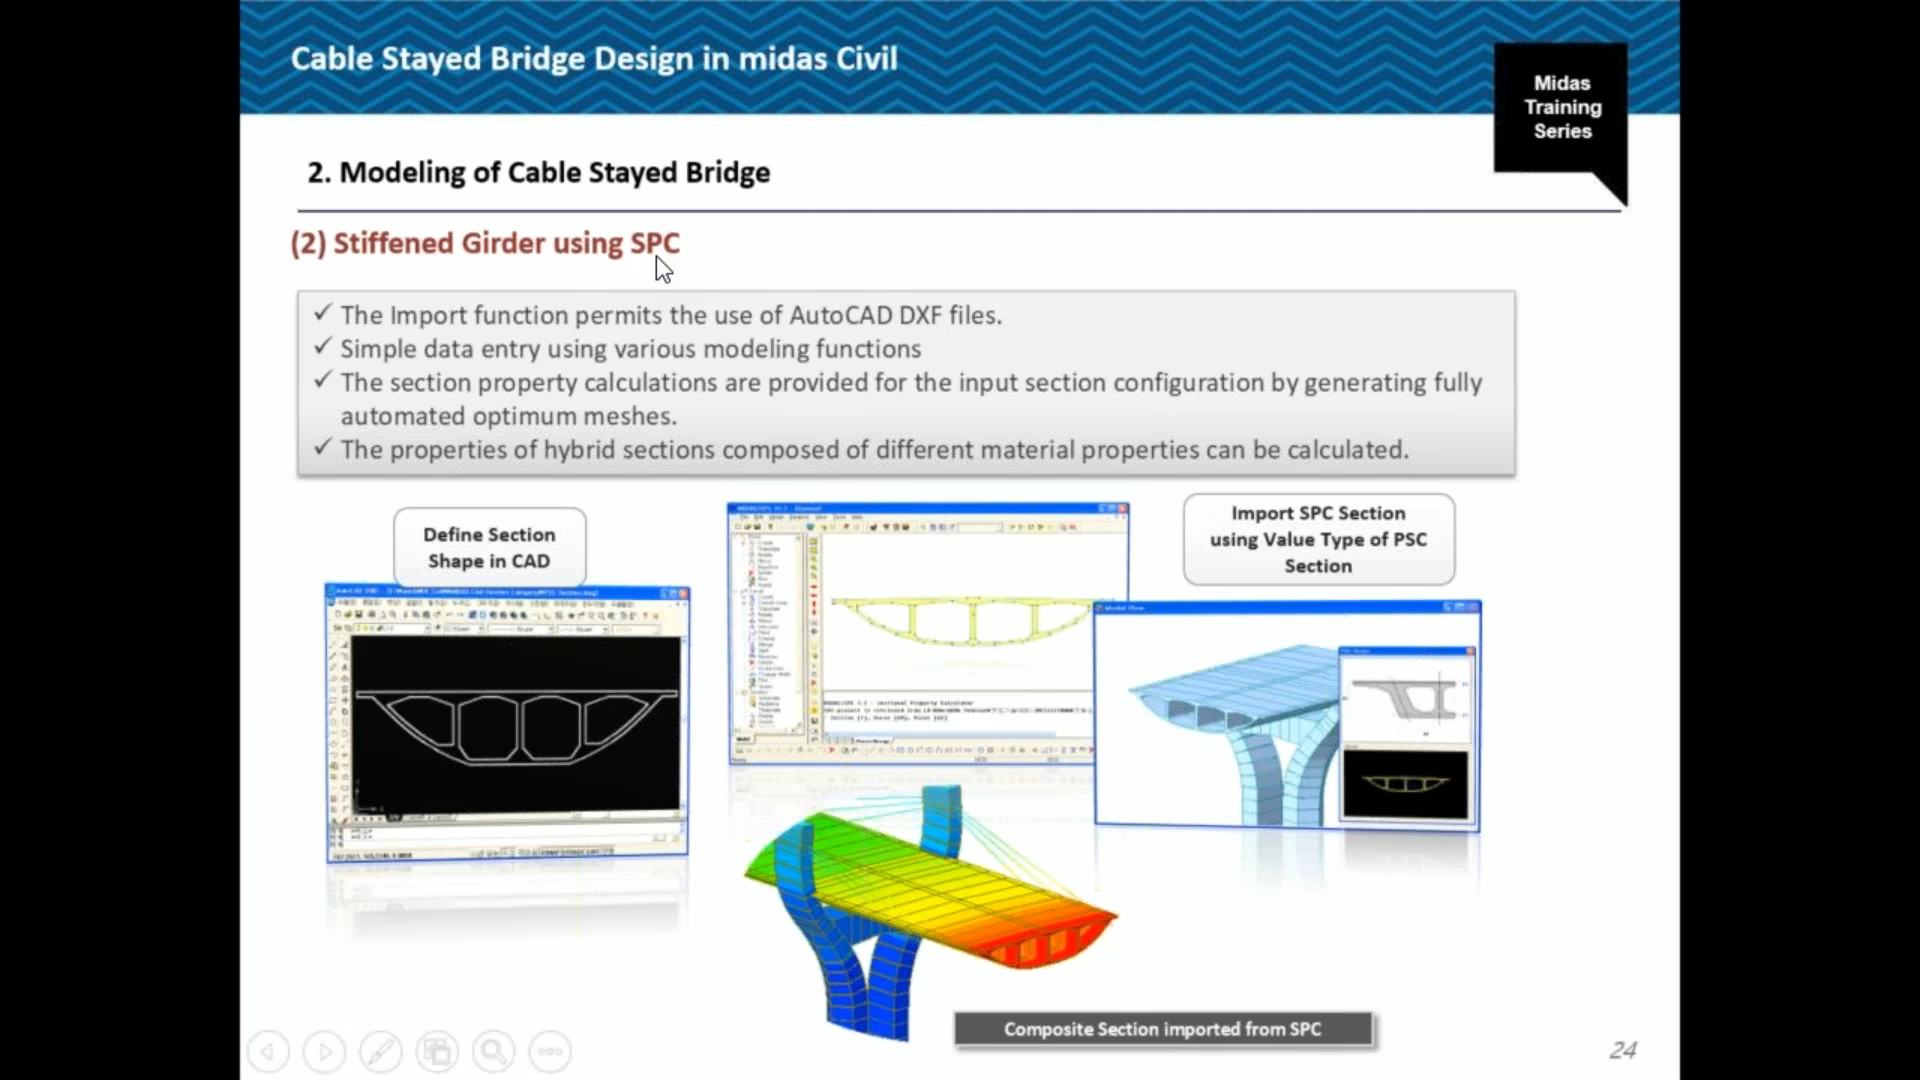 Cable Stayed Bridge Design in midas Civil
Midas
Training
Series
2. Modeling of Cable Stayed Bridge
(2) Stiffened Girder using SPC
✓ The Import function permits the use of AutoCAD DXF files.
✓ Simple data entry using various modeling functions
✓ The section property calculations are provided for the input section configuration by generating fully
automated optimum meshes.
✓ The properties of hybrid sections composed of different material properties can be calculated.
Define Section
Shape in CAD
Import SPC Section
using Value Type of PSC
Section
Model View
Composite Section imported from SPC
24